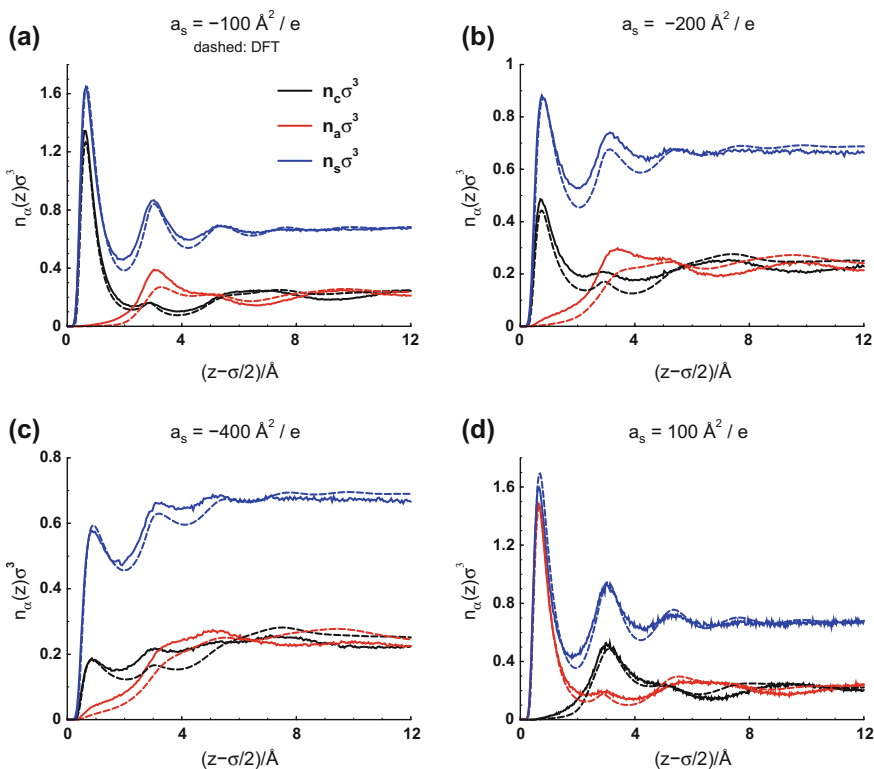 (a)
a_s = −100 Å² / e
dashed: DFT
n_cσ³
n_aσ³
n_sσ³
n_α(z)σ³
1.6
1.2
0.8
0.4
0
0 4 8 12
(z−σ/2)/Å
(b)
a_s = −200 Å² / e
n_α(z)σ³
1
0.8
0.6
0.4
0.2
0
0 4 8 12
(z−σ/2)/Å
(c)
a_s = −400 Å² / e
n_α(z)σ³
0.8
0.6
0.4
0.2
0
0 4 8 12
(z−σ/2)/Å
(d)
a_s = 100 Å² / e
n_α(z)σ³
1.6
1.2
0.8
0.4
0
0 4 8 12
(z−σ/2)/Å